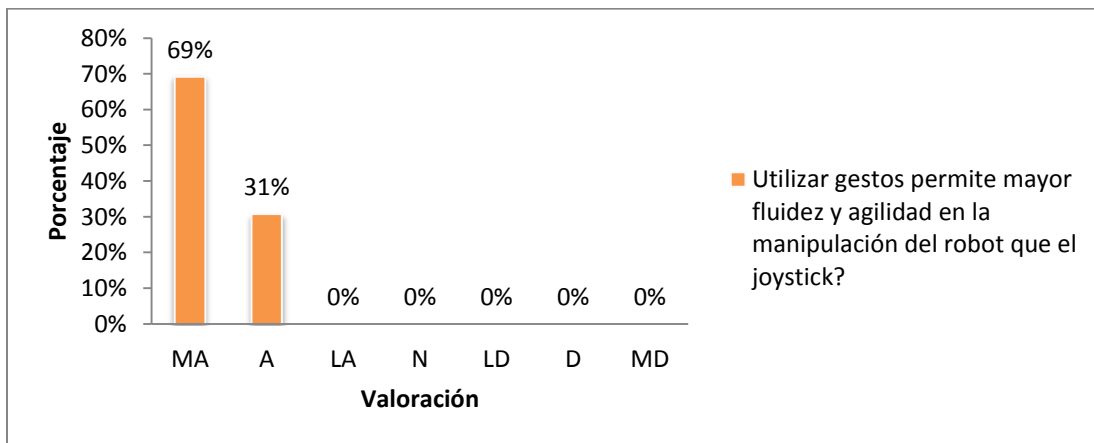 80%
70%
60%
50%
40%
30%
20%
10%
0%
Porcentaje
69%
31%
0%
0%
0%
0%
0%
MA
A
LA
N
LD
D
MD
Valoración
Utilizar gestos permite mayor
fluidez y agilidad en la
manipulación del robot que el
joystick?